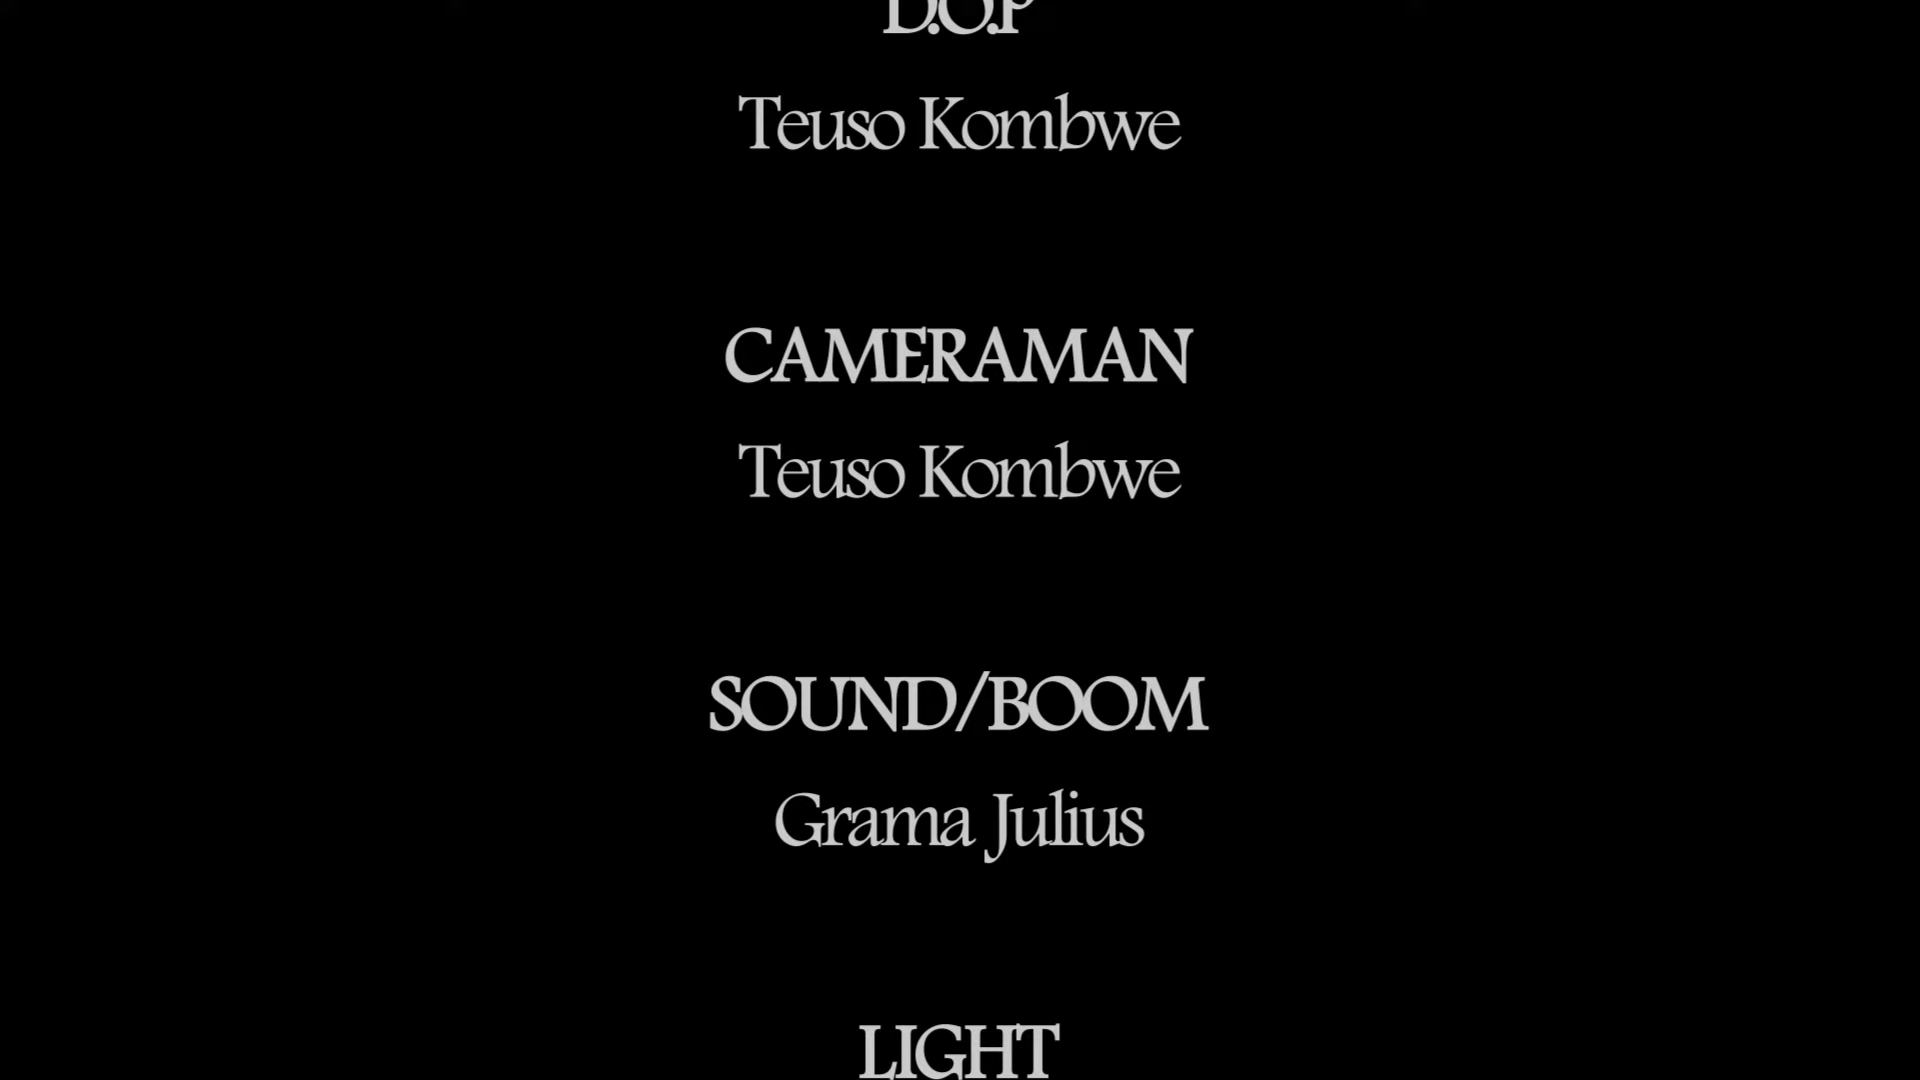 D.O.P
Teuso Kombwe
CAMERAMAN
Teuso Kombwe
SOUND/BOOM
Grama Julius
LIGHT